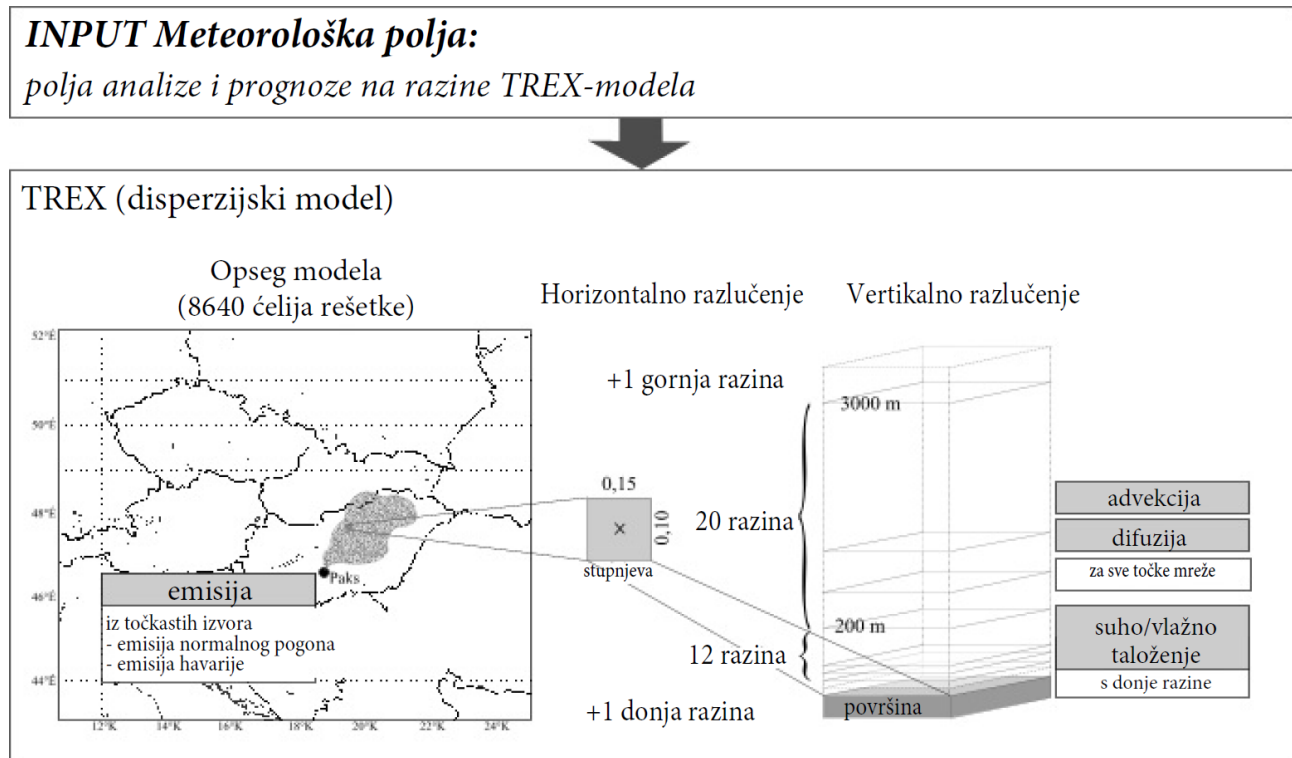 INPUT Meteorološka polja:
polja analize i prognoze na razine TREX-modela
TREX (disperzijski model)
Opseg modela
(8640 ćelija rešetke)
Horizontalno razlučenje
Vertikalno razlučenje
52°É
50°É
48°É
46°É
44°É
12°K
14°K
16°K
18°K
20°K
22°K
24°K
Paks
emisija
iz točkastih izvora
- emisija normalnog pogona
- emisija havarije
0,15
0,10
stupnjeva
+1 gornja razina
20 razina
12 razina
+1 donja razina
3000 m
200 m
površina
advekcija
difuzija
za sve točke mreže
suho/vlažno
taloženje
s donje razine